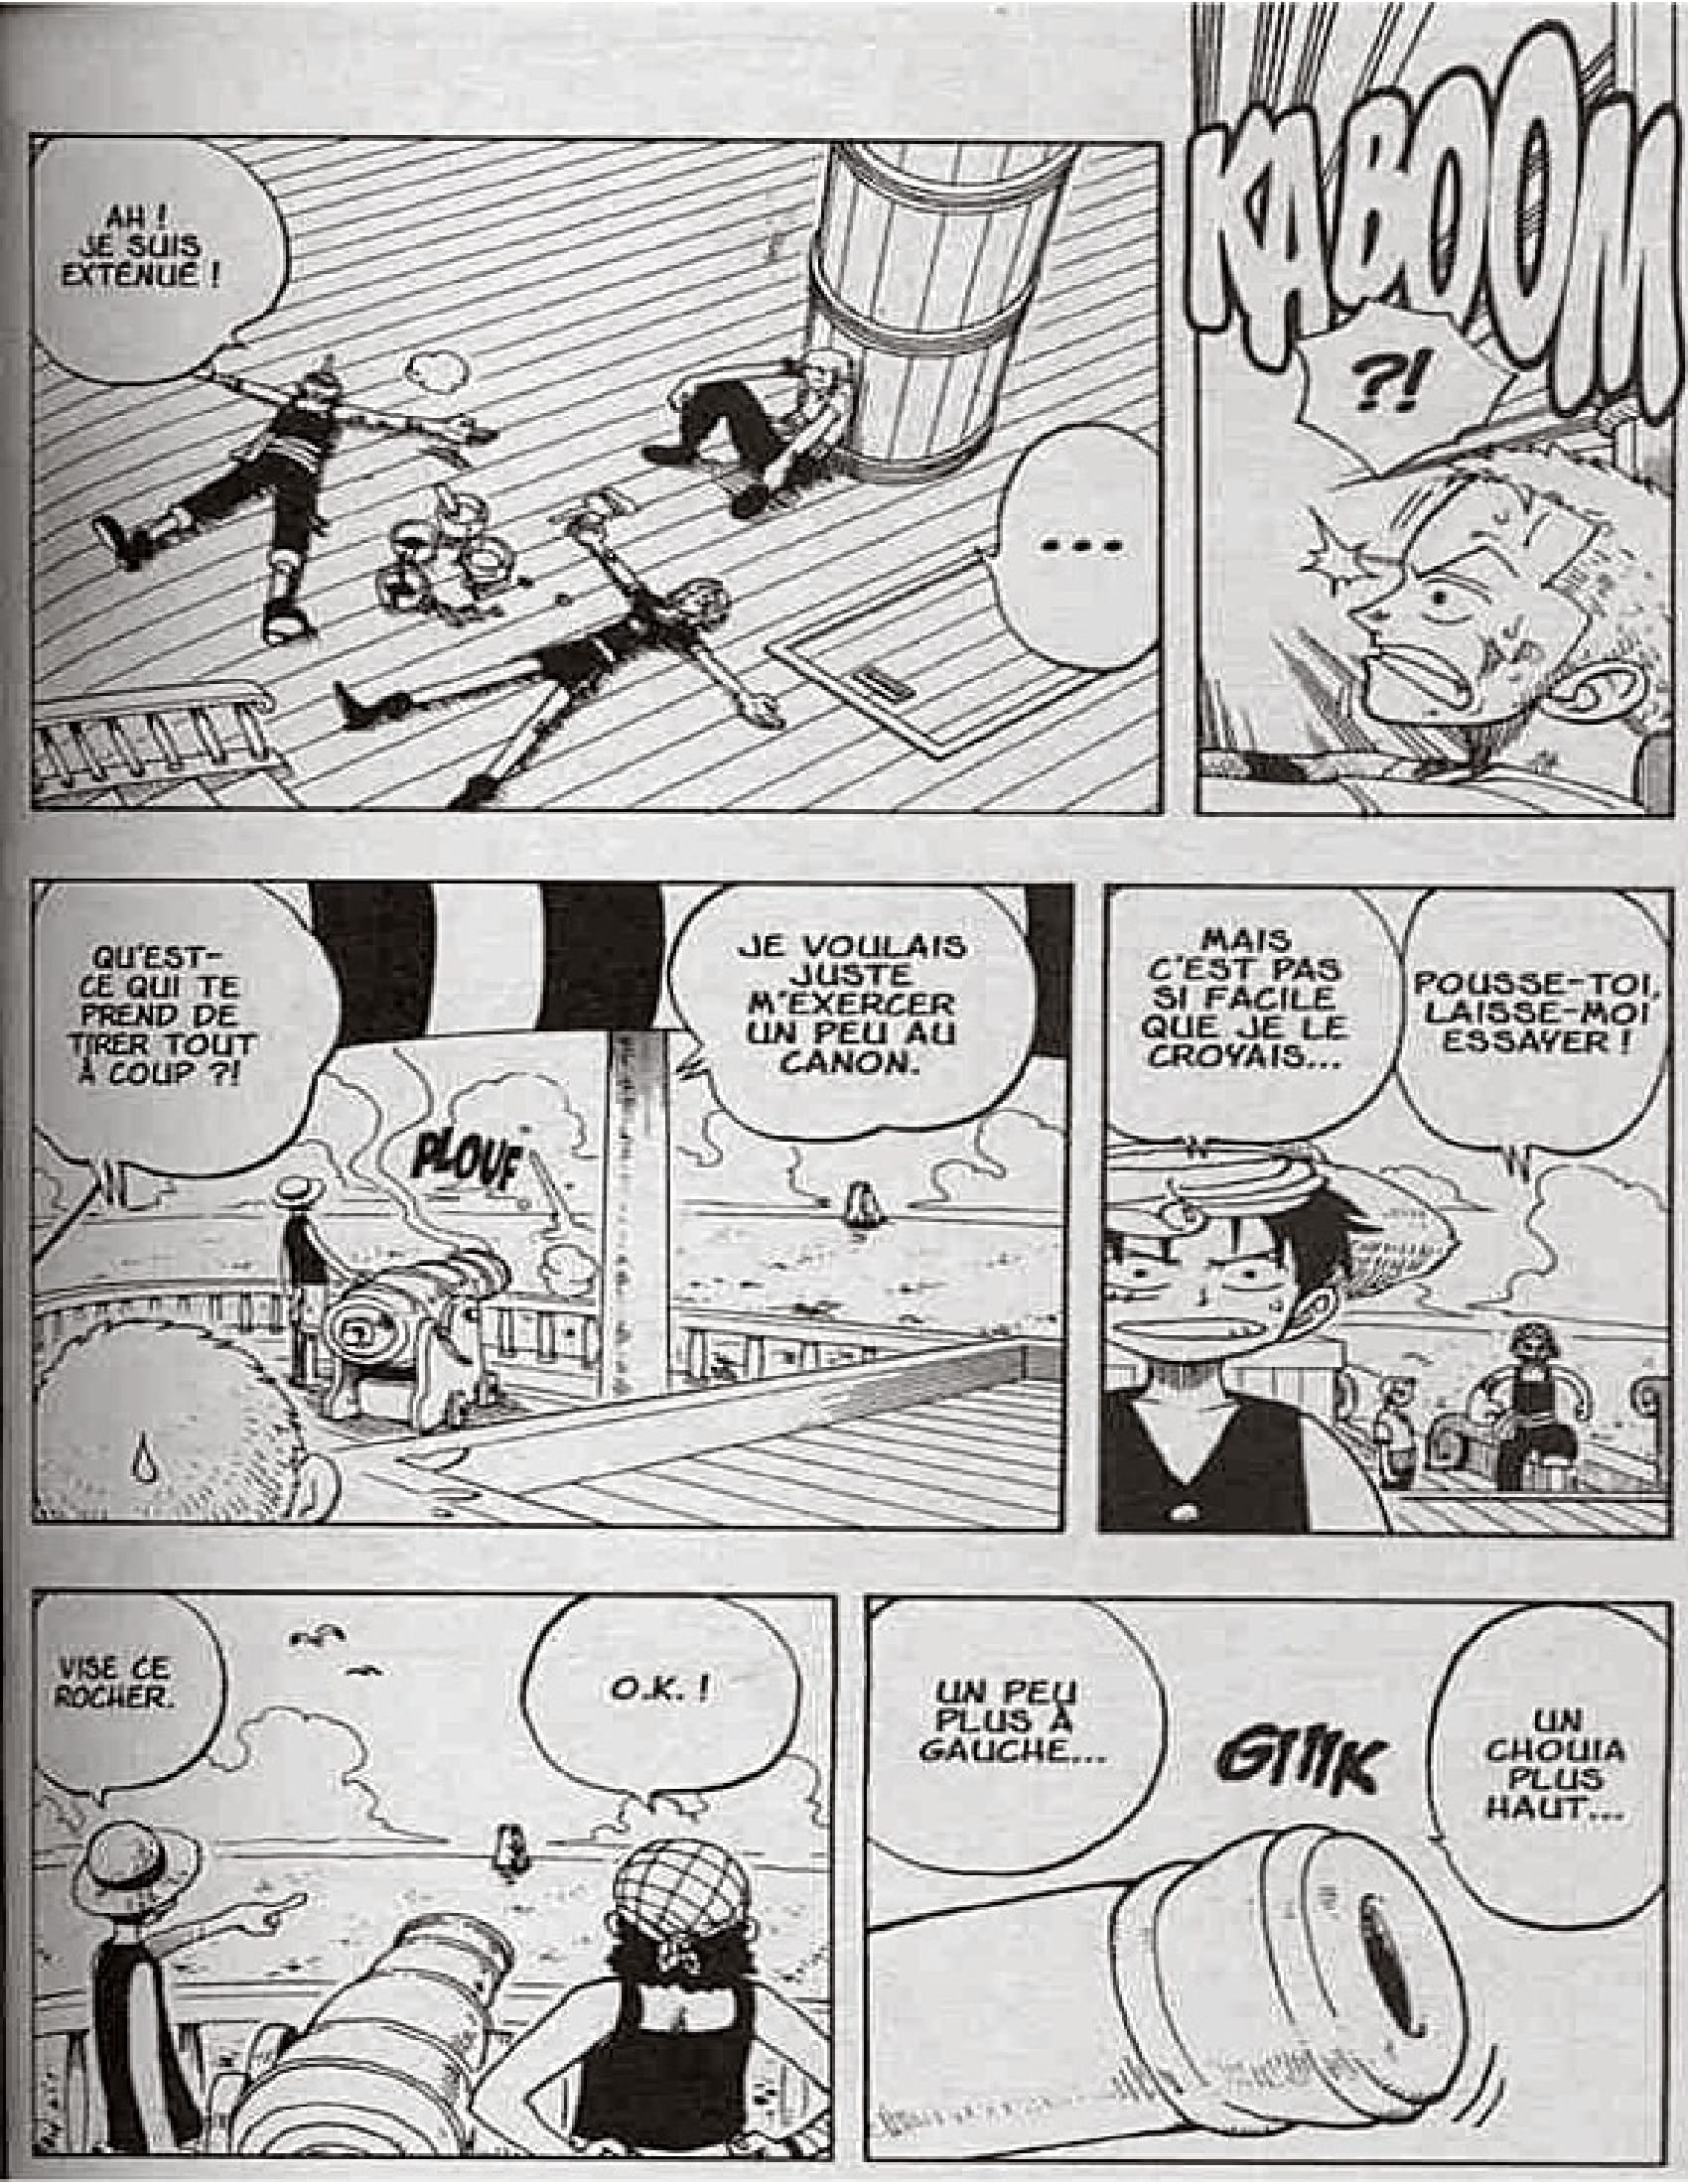 AH !
JE SUIS
EXTÉNUÉ !
...
KABOOM
?!
QU'EST-
CE QUI TE
PREND DE
TIRER TOUT
À COUP ?!
PLOUF
JE VOULAIS
JUSTE
M'EXERCER
UN PEU AU
CANON.
MAIS
C'EST PAS
SI FACILE
QUE JE LE
CROYAIS...
POUSSE-TOI,
LAISSE-MOI
ESSAYER !
VISE CE
ROCHER.
O.K. !
UN PEU
PLUS À
GAUCHE...
GIIIK
UN
CHOUIA
PLUS
HAUT...